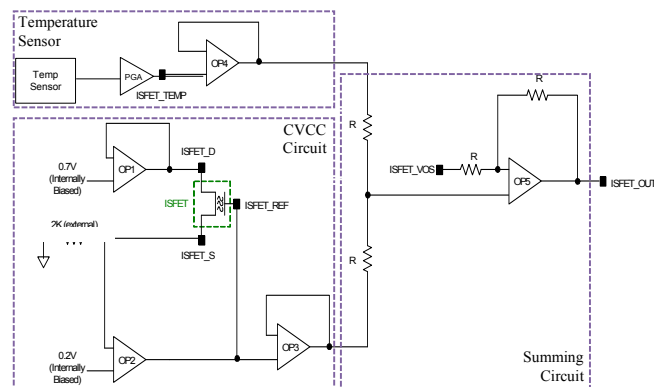 Temperature
Sensor
Temp
Sensor
PGA
ISFET_TEMP
OP4
CVCC
Circuit
0.7V
(Internally
Biased)
OP1
ISFET_D
ISFET
ISFET_REF
2K (external)
ISFET_S
0.2V
(Internally
Biased)
OP2
OP3
R
R
R
R
ISFET_VOS
OP5
ISFET_OUT
Summing
Circuit